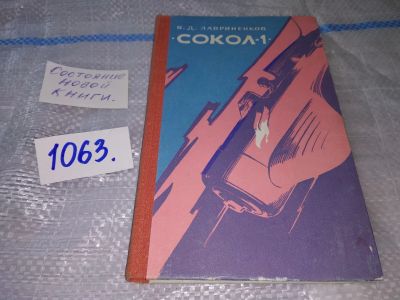 В. Д. ЛАВРИНЕНКОВ
·СОКОЛ-1·
Состояние
новой
книги.
1063.